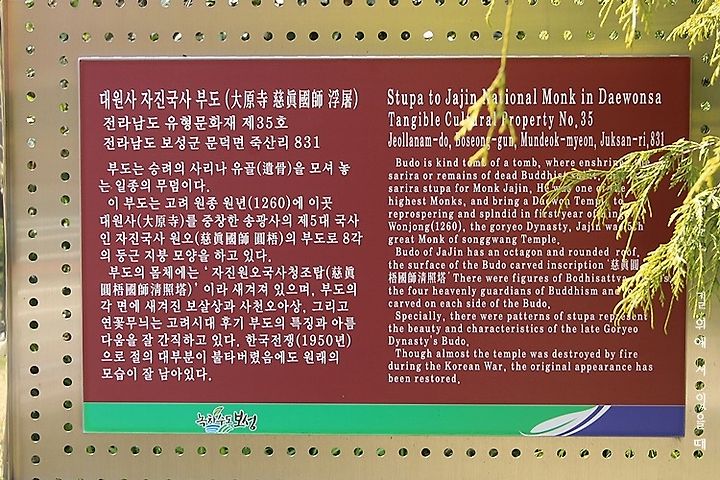 대원사 자진국사 부도 (大原寺 慈眞國師 浮屠)
전라남도 유형문화재 제35호
전라남도 보성군 문덕면 죽산리 831
부도는 승려의 사리나 유골(遺骨)을 모셔 놓
는 일종의 무덤이다.
이 부도는 고려 원종 원년(1260)에 이곳
대원사(大原寺)를 중창한 송광사의 제5대 국사
인 자진국사 원오(慈眞國師 圓梧)의 부도로 8각
의 둥근 지붕 모양을 하고 있다.
부도의 몸체에는 ' 자진원오국사청조탑(慈眞
圓梧國師淸照塔)' 이라 새겨져 있으며, 부도의
각 면에 새겨진 보살상과 사천오아상, 그리고
연꽃무늬는 고려시대 후기 부도의 특징과 아름
다움을 잘 간직하고 있다. 한국전쟁(1950년)
으로 절의 대부분이 불타버렸음에도 원래의
모습이 잘 남아있다.
Stupa to Jajin National Monk in Daewonsa
Tangible Cultural Property No,35
Jeollanam-do, Boseong-gun, Mundeok-myeon, Juksan-ri, 831
Budo is kind of a tomb, where enshrin
sarira or remains of dead Buddhist
sarira stupa for Monk Jajin, He was one of
highest Monks, and bring a Daewon Temple to
reprospering and splndid in first year of
Wonjong(1260), the goryeo Dynasty, Jajin was 5th
great Monk of songgwang Temple.
Budo of JaJin has an octagon and rounded roof,
the surface of the Budo carved inscription '慈眞圓
梧國師淸照塔'There were figures of Bodhisattv
the four heavenly guardians of Buddhism an
carved on each side of the Budo,
Specially, there were patterns of stupa represent
the beauty and characteristics of the late Goryeo
Dynasty's Budo.
Though almost the temple was destroyed by fire
during the Korean War, the original appearance has
been restored.
녹차수도 보성